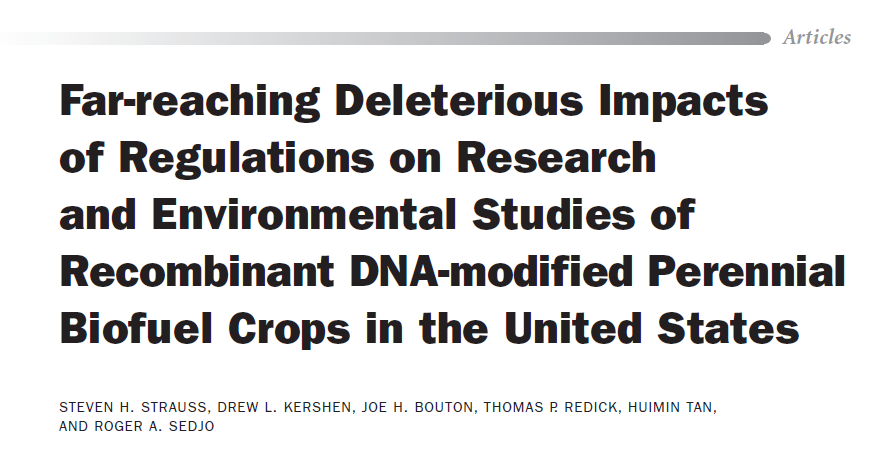 Articles
Far-reaching Deleterious Impacts
of Regulations on Research
and Environmental Studies of
Recombinant DNA-modified Perennial
Biofuel Crops in the United States
STEVEN H. STRAUSS, DREW L. KERSHEN, JOE H. BOUTON, THOMAS P. REDICK, HUIMIN TAN,
AND ROGER A. SEDJO